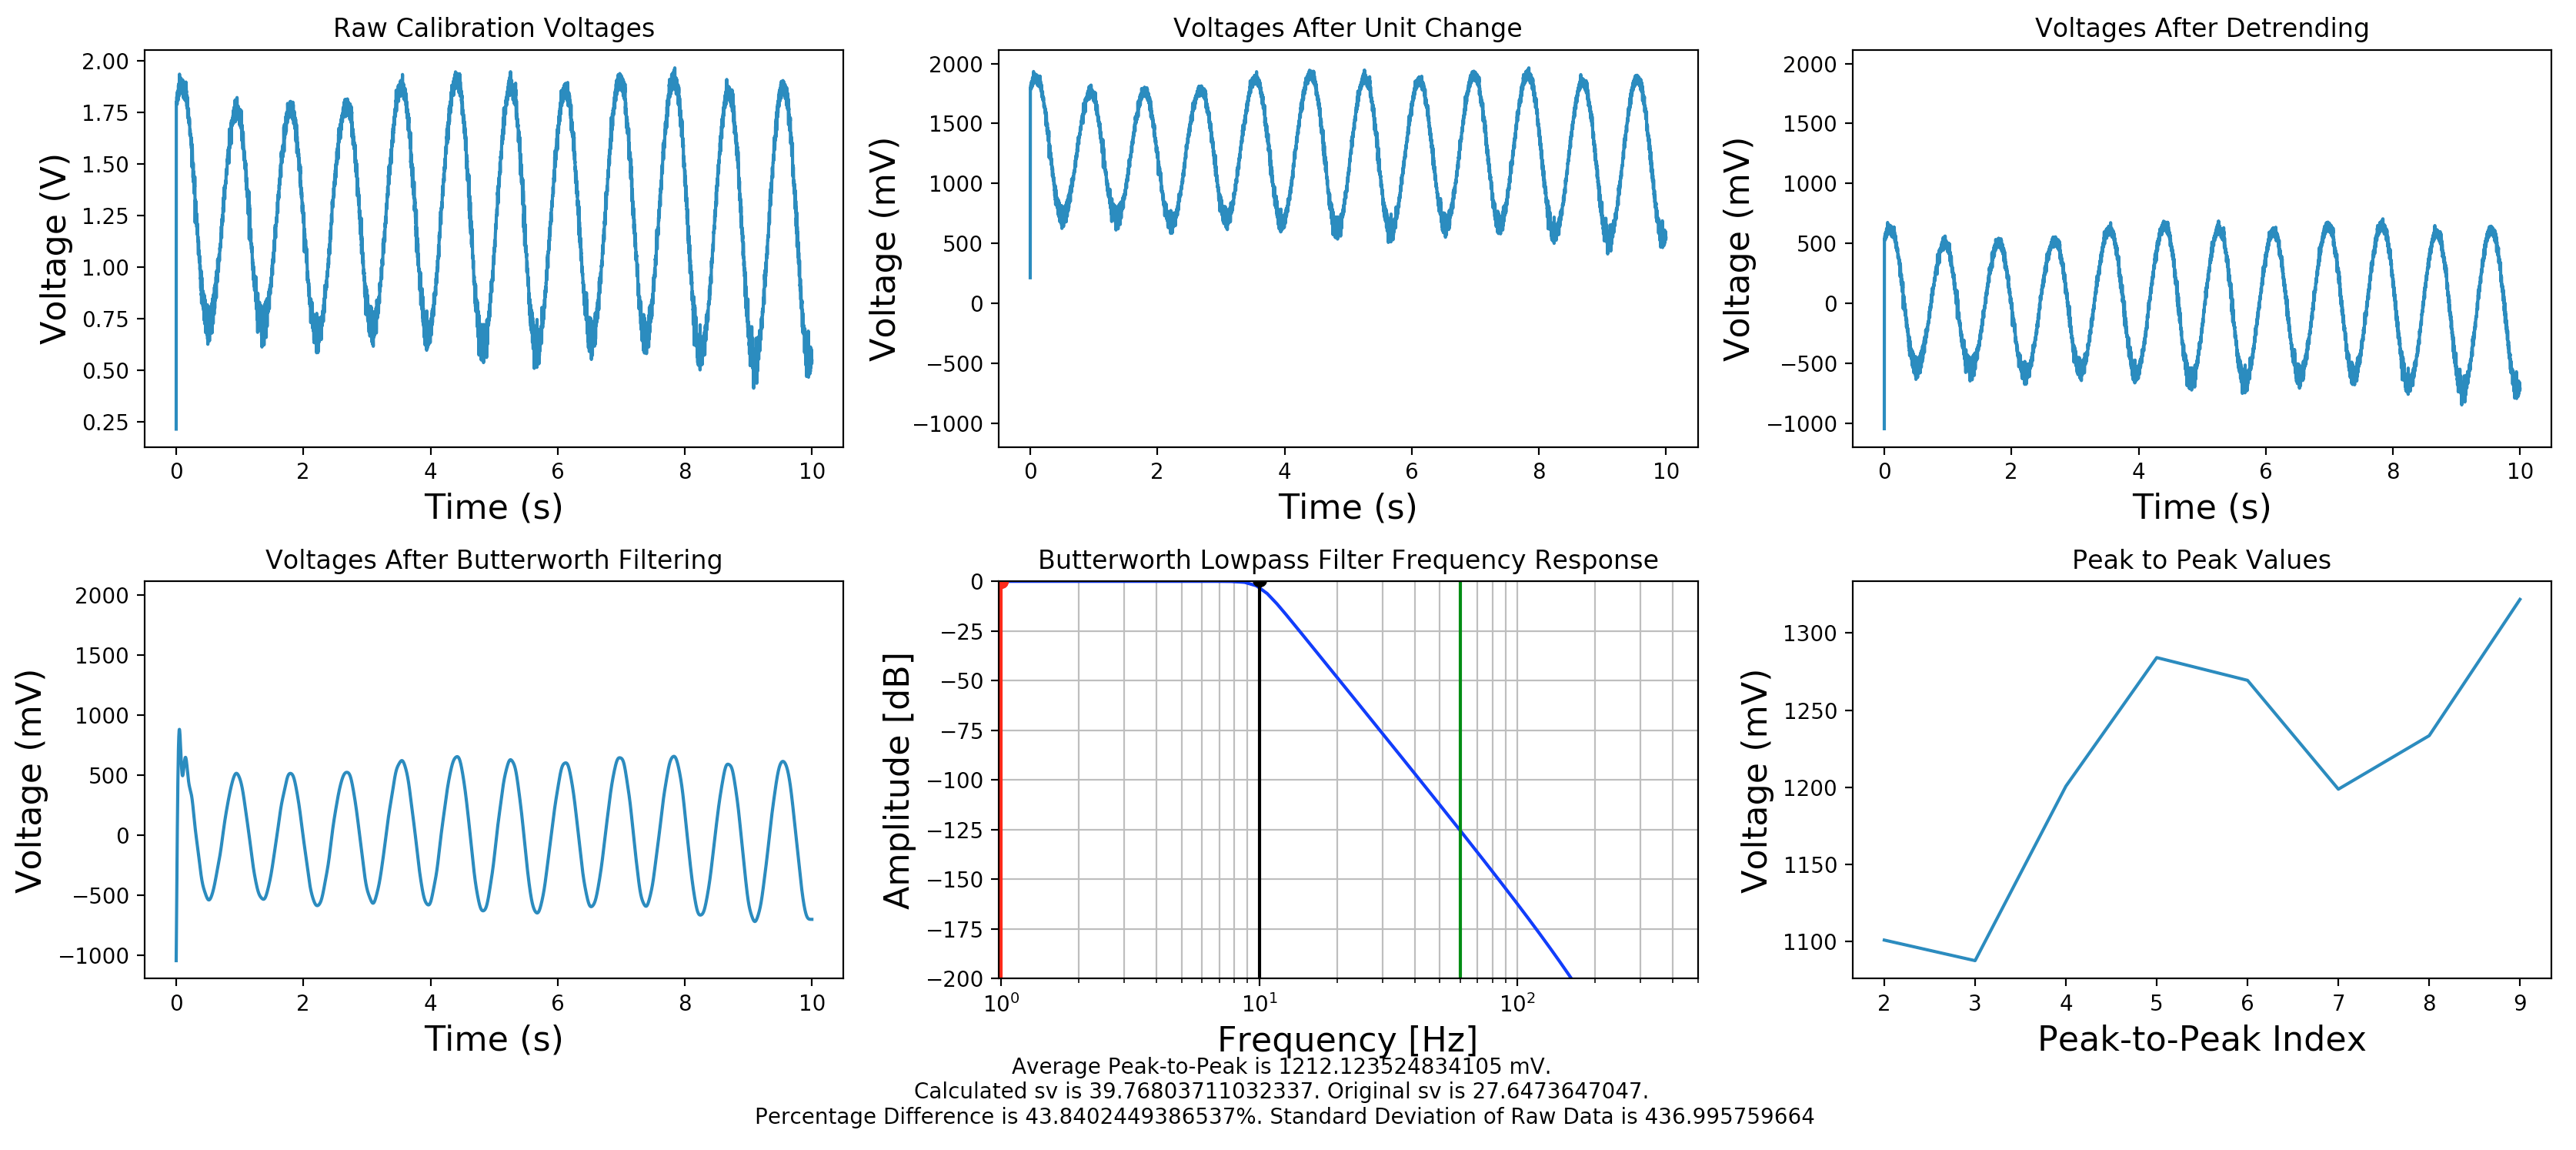 Raw Calibration Voltages
Voltage (V)
2.00
1.75
1.50
1.25
1.00
0.75
0.50
0.25
0 2 4 6 8 10
Time (s)
Voltages After Unit Change
Voltage (mV)
2000
1500
1000
500
0
−500
−1000
0 2 4 6 8 10
Time (s)
Voltages After Detrending
Voltage (mV)
2000
1500
1000
500
0
−500
−1000
0 2 4 6 8 10
Time (s)
Voltages After Butterworth Filtering
Voltage (mV)
2000
1500
1000
500
0
−500
−1000
0 2 4 6 8 10
Time (s)
Butterworth Lowpass Filter Frequency Response
Amplitude [dB]
0
−25
−50
−75
−100
−125
−150
−175
−200
10⁰ 10¹ 10²
Frequency [Hz]
Peak to Peak Values
Voltage (mV)
1300
1250
1200
1150
1100
2 3 4 5 6 7 8 9
Peak-to-Peak Index
Average Peak-to-Peak is 1212.123524834105 mV.
Calculated sv is 39.76803711032337. Original sv is 27.6473647047.
Percentage Difference is 43.8402449386537%. Standard Deviation of Raw Data is 436.995759664